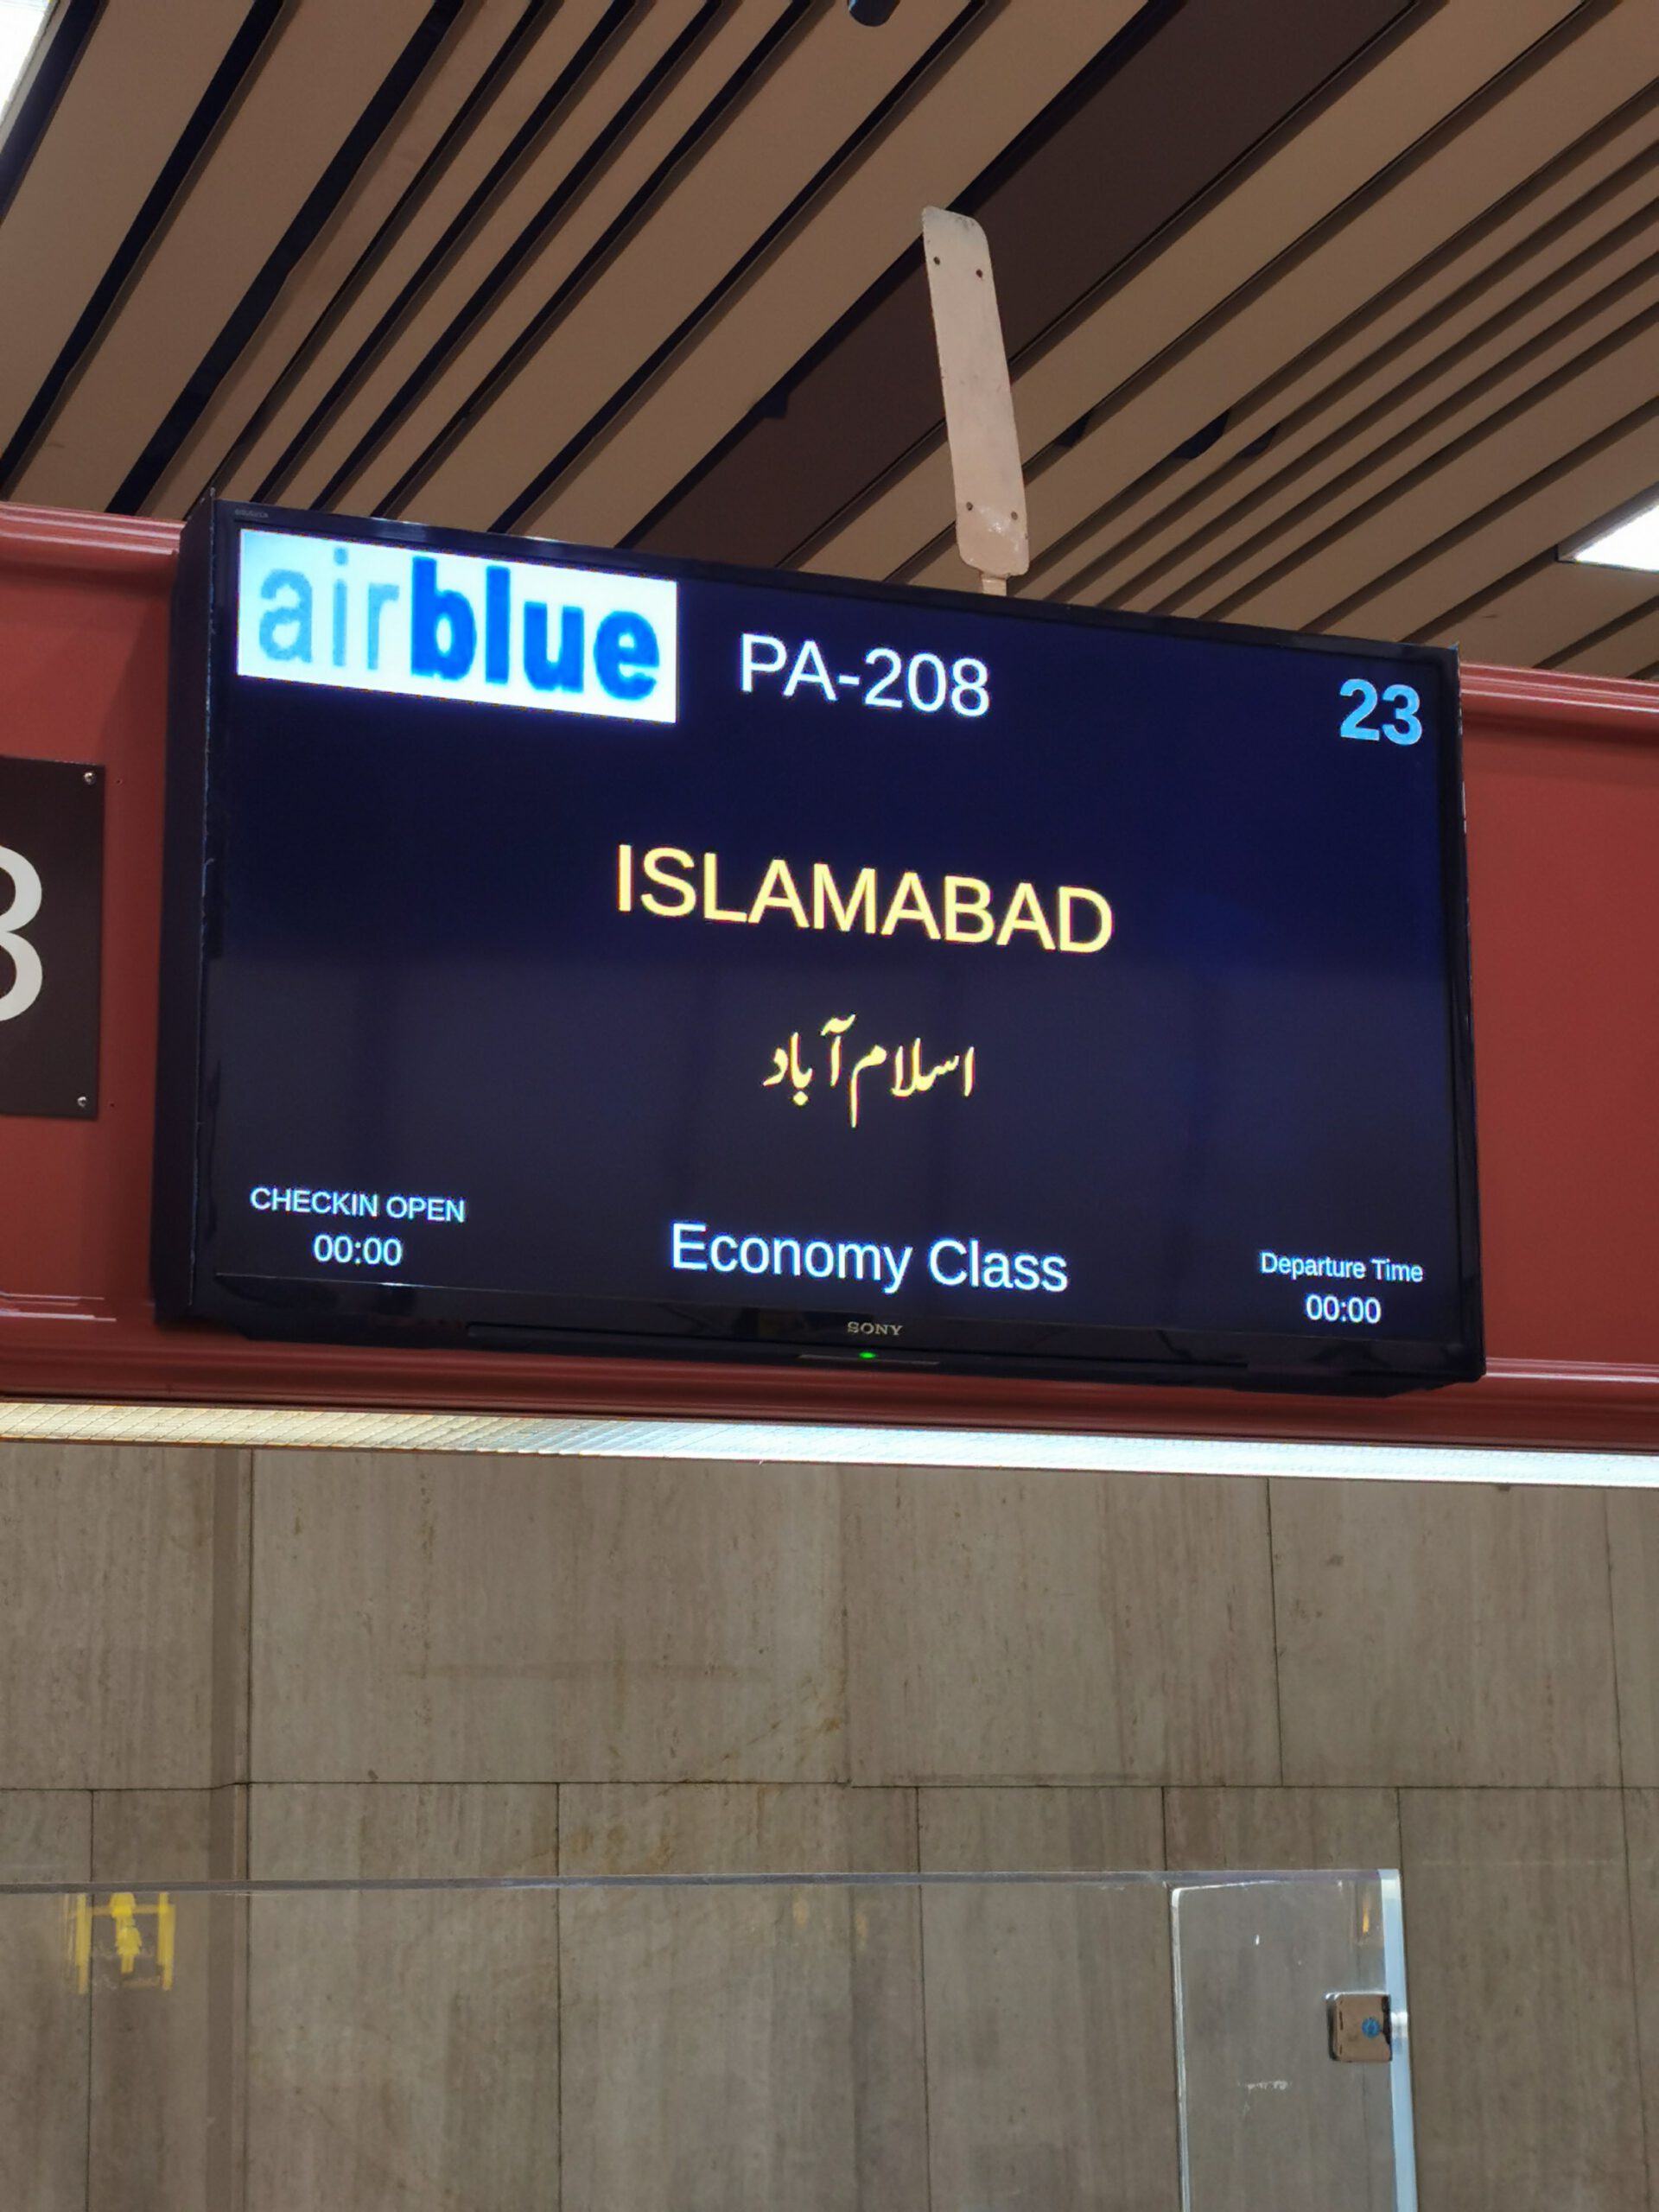 airblue
PA-208
23
ISLAMABAD
اسلام آباد
CHECKIN OPEN
00:00
Economy Class
Departure Time
00:00
SONY